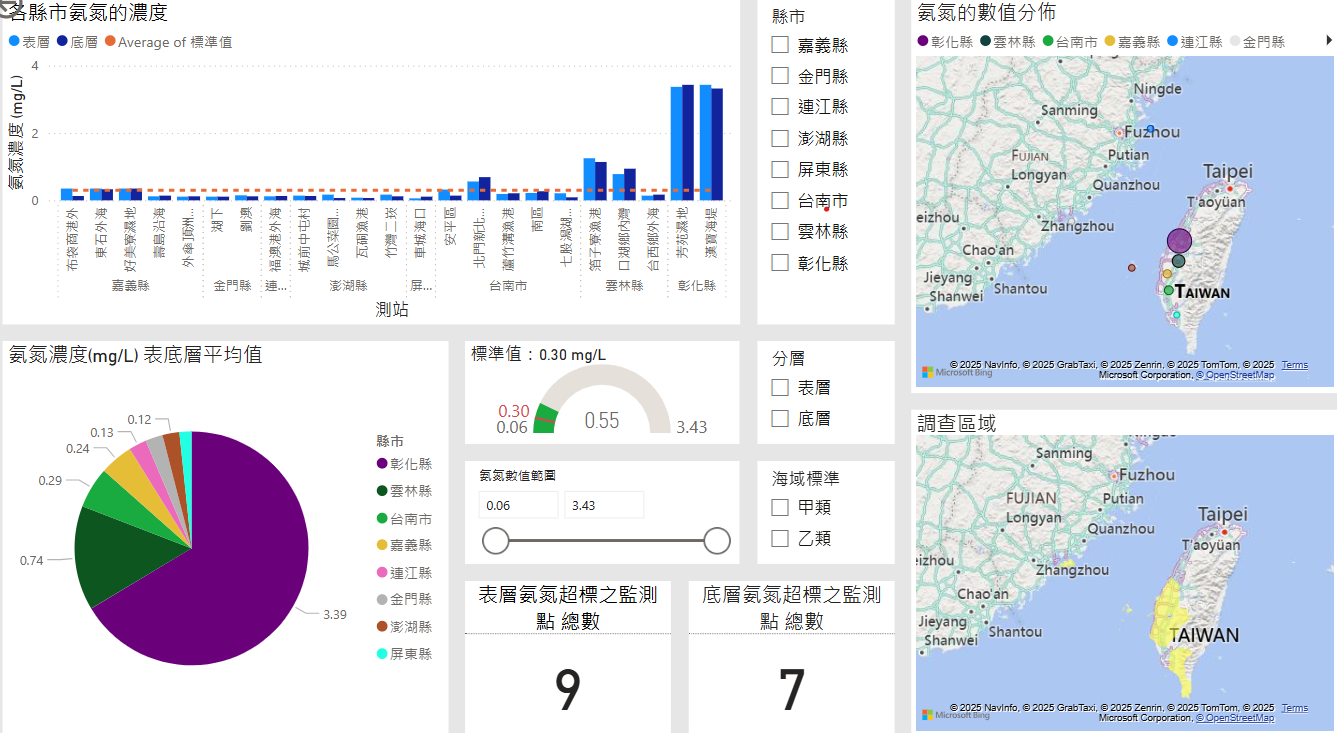 各縣市氨氮的濃度
表層 底層 Average of 標準值
氨氮濃度 (mg/L)
4
2
0
布袋商港外
東石外海
好美寮濕地
壽島沿海
外傘頂洲...
湖下
劉澳
福澳港外海
城前中屯村
馬公菜園...
瓦硐漁港
竹灣二崁
車城海口
安平區
北門新北...
蘆竹溝漁港
南區
七股潟湖...
箔子寮漁港
口湖鄉內灣
台西鄉外海
芳苑濕地
漢寶海堤
嘉義縣 金門縣 連... 澎湖縣 屏... 台南市 雲林縣 彰化縣
測站
縣市
嘉義縣
金門縣
連江縣
澎湖縣
屏東縣
台南市
雲林縣
彰化縣
氨氮的數值分佈
彰化縣 雲林縣 台南市 嘉義縣 連江縣 金門縣
Ningde
Sanming
Fuzhou
FUJIAN
Putian
Longyan
Taipei
Quanzhou
T'aoyüan
eizhou
Zhangzhou
Chao'an
Jieyang
Shantou
Shanwei
TAIWAN
© 2025 NavInfo, © 2025 GrabTaxi, © 2025 Zenrin, © 2025 TomTom, © 2025 Terms
Microsoft Bing
Microsoft Corporation, © OpenStreetMap
氨氮濃度(mg/L) 表底層平均值
0.12
0.13
0.24
0.29
0.74
3.39
縣市
彰化縣
雲林縣
台南市
嘉義縣
連江縣
金門縣
澎湖縣
屏東縣
標準值：0.30 mg/L
0.30
0.06
0.55
3.43
氨氮數值範圍
0.06
3.43
分層
表層
底層
海域標準
甲類
乙類
表層氨氮超標之監測
點 總數
9
底層氨氮超標之監測
點 總數
7
調查區域
Sanming
Fuzhou
FUJIAN
Putian
Longyan
Taipei
Quanzhou
T'aoyüan
eizhou
Zhangzhou
Chao'an
Jieyang
Shantou
Shanwei
TAIWAN
© 2025 NavInfo, © 2025 GrabTaxi, © 2025 Zenrin, © 2025 TomTom, © 2025 Terms
Microsoft Bing
Microsoft Corporation, © OpenStreetMap